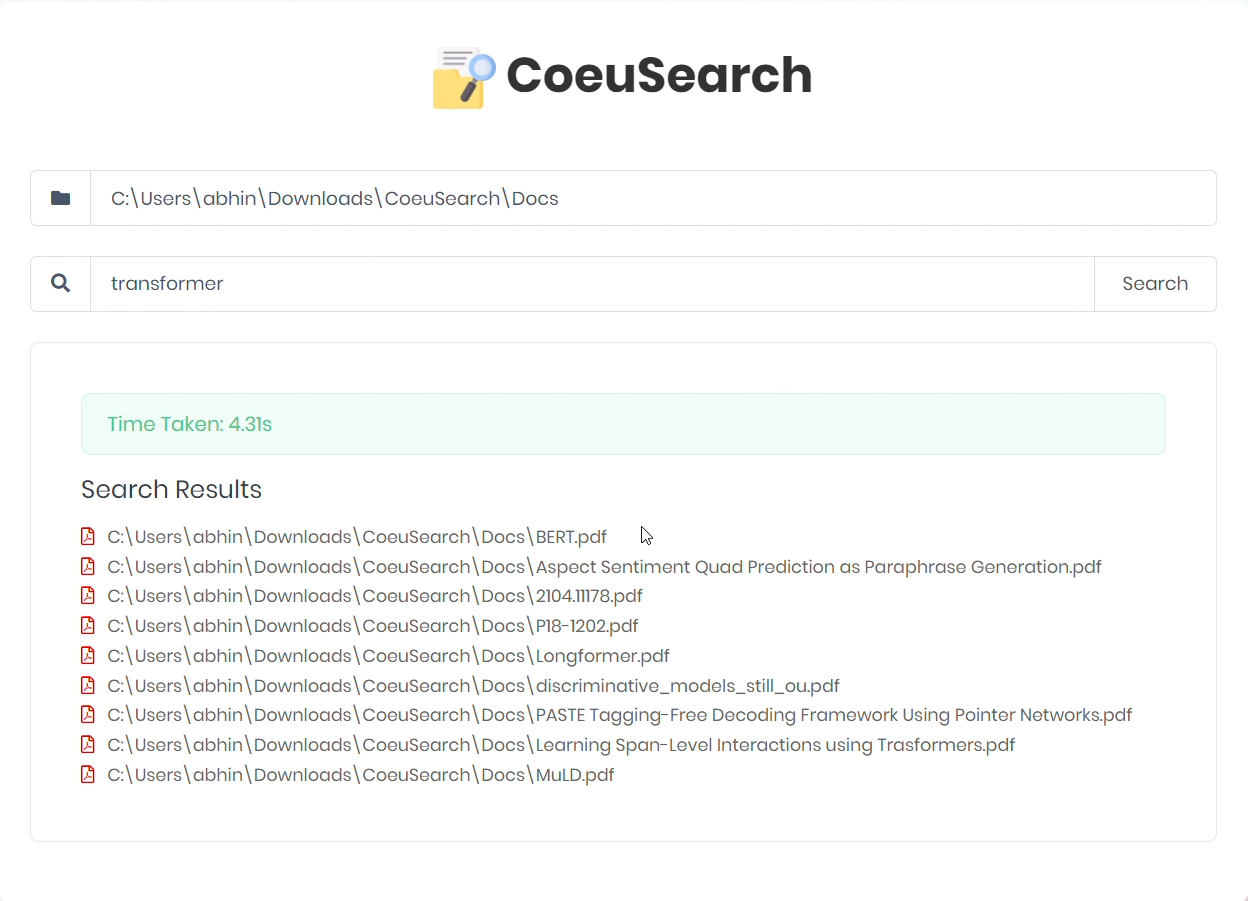 CoeuSearch
C:\Users\abhin\Downloads\CoeuSearch\Docs
transformer
Search
Time Taken: 4.31s
Search Results
C:\Users\abhin\Downloads\CoeuSearch\Docs\BERT.pdf
C:\Users\abhin\Downloads\CoeuSearch\Docs\Aspect Sentiment Quad Prediction as Paraphrase Generation.pdf
C:\Users\abhin\Downloads\CoeuSearch\Docs\2104.11178.pdf
C:\Users\abhin\Downloads\CoeuSearch\Docs\P18-1202.pdf
C:\Users\abhin\Downloads\CoeuSearch\Docs\Longformer.pdf
C:\Users\abhin\Downloads\CoeuSearch\Docs\discriminative_models_still_ou.pdf
C:\Users\abhin\Downloads\CoeuSearch\Docs\PASTE Tagging-Free Decoding Framework Using Pointer Networks.pdf
C:\Users\abhin\Downloads\CoeuSearch\Docs\Learning Span-Level Interactions using Trasformers.pdf
C:\Users\abhin\Downloads\CoeuSearch\Docs\MuLD.pdf